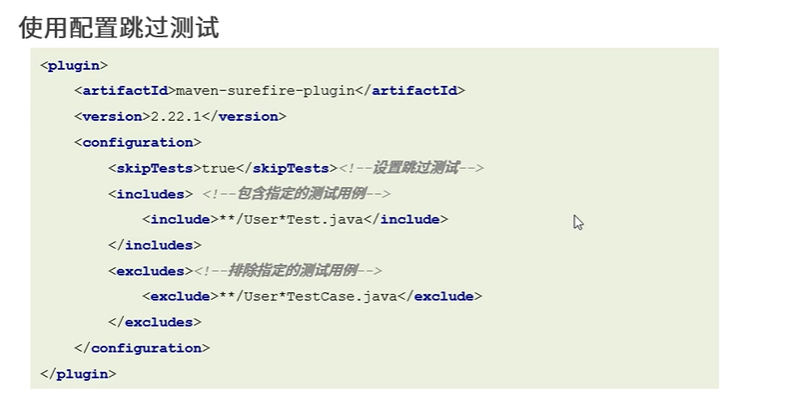 使用配置跳过测试
<plugin>
    <artifactId>maven-surefire-plugin</artifactId>
    <version>2.22.1</version>
    <configuration>
        <skipTests>true</skipTests><!--设置跳过测试-->
        <includes> <!--包含指定的测试用例-->
            <include>**/User*Test.java</include>
        </includes>
        <excludes><!--排除指定的测试用例-->
            <exclude>**/User*TestCase.java</exclude>
        </excludes>
    </configuration>
</plugin>